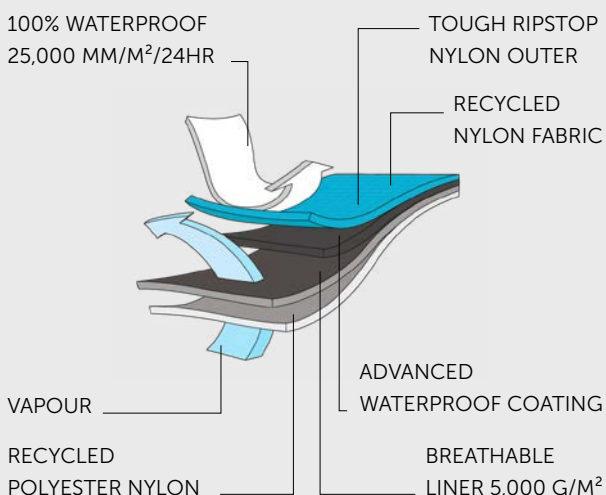 100% WATERPROOF
25,000 MM/M²/24HR
TOUGH RIPSTOP
NYLON OUTER
RECYCLED
NYLON FABRIC
VAPOUR
ADVANCED
WATERPROOF COATING
RECYCLED
POLYESTER NYLON
BREATHABLE
LINER 5,000 G/M²